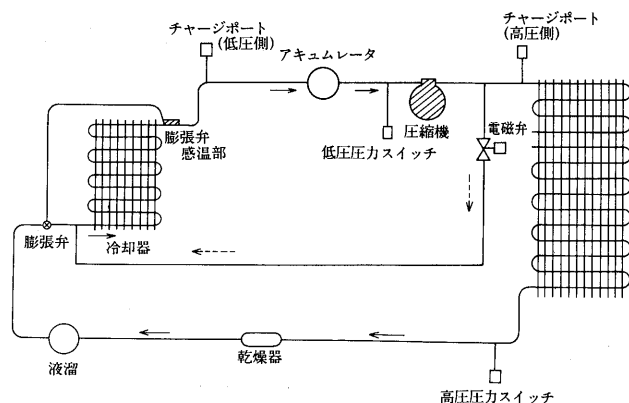 チャージポート
(低圧側)
チャージポート
(高圧側)
アキュムレータ
膨張弁
感温部
圧縮機
低圧圧力スイッチ
電磁弁
膨張弁
冷却器
液溜
乾燥器
高圧圧力スイッチ